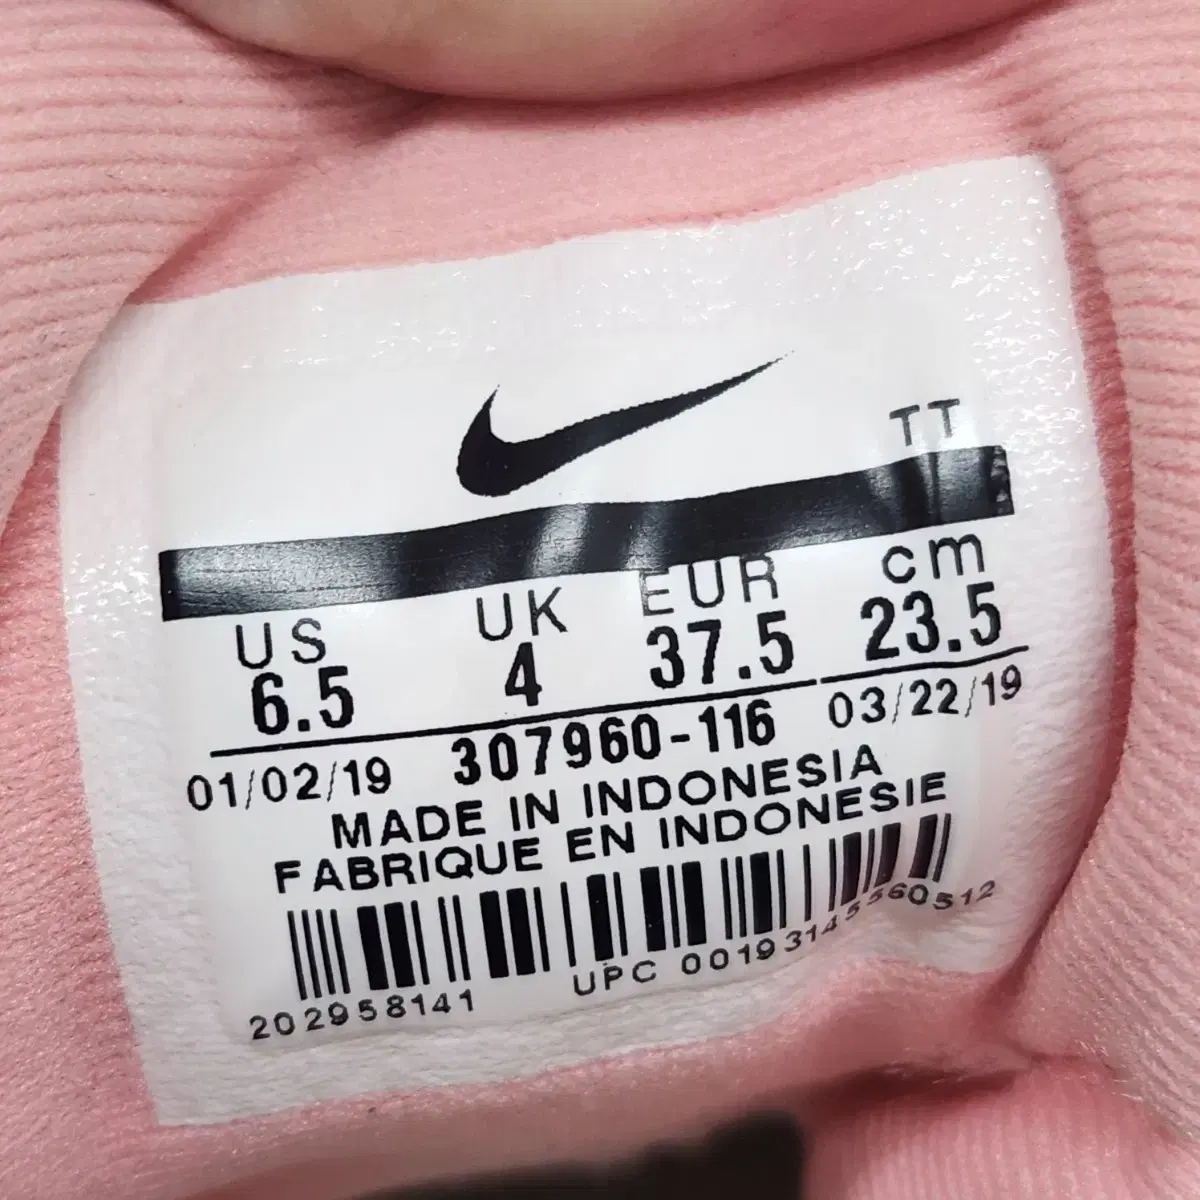 TT
US UK EUR cm
6.5 4 37.5 23.5
01/02/19 307960-116 03/22/19
MADE IN INDONESIA
FABRIQUE EN INDONESIE
202958141 UPC 00193145560512